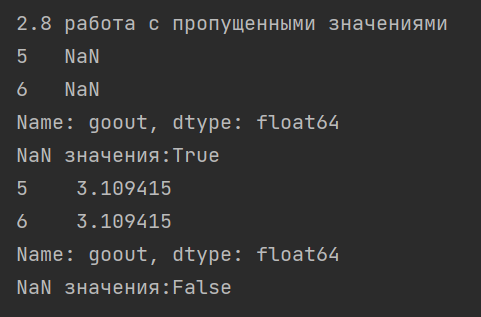 2.8 работа с пропущенными значениями
5   NaN
6   NaN
Name: goout, dtype: float64
NaN значения:True
5    3.109415
6    3.109415
Name: goout, dtype: float64
NaN значения:False